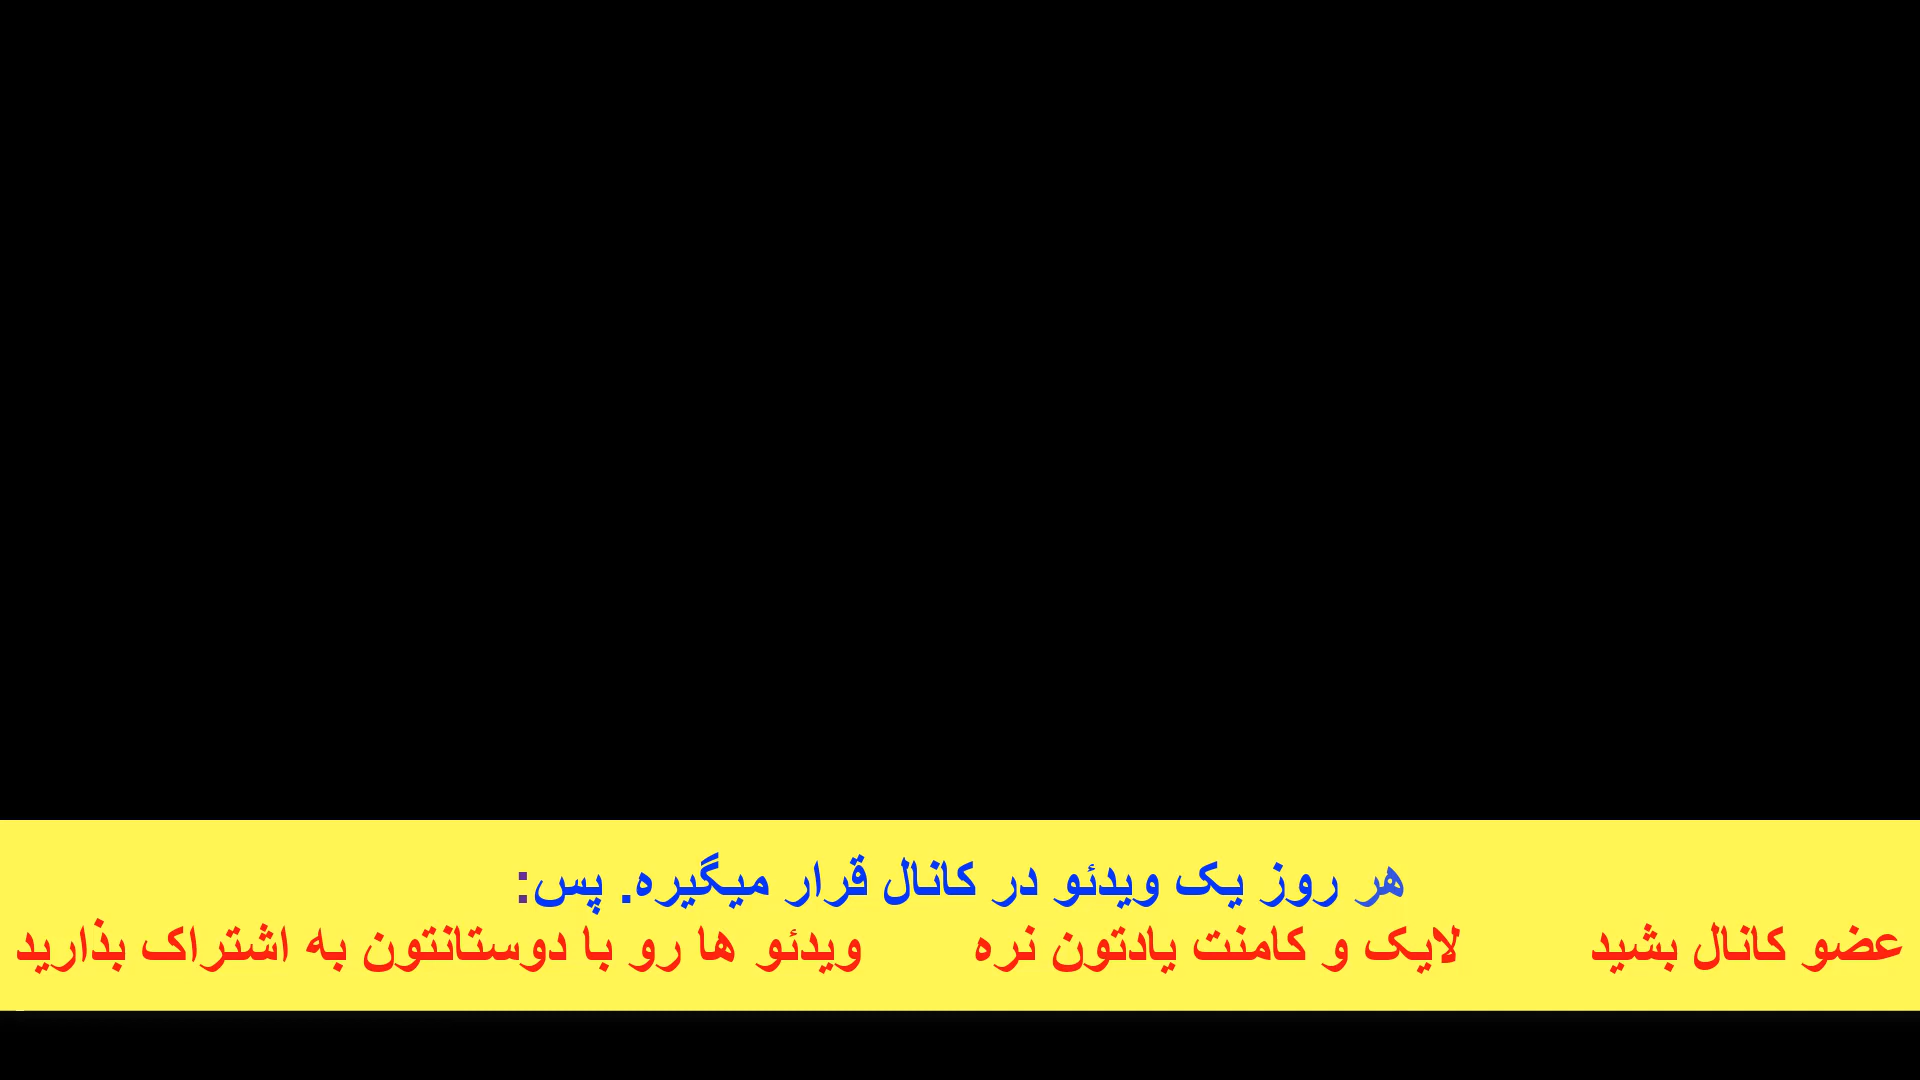 هر روز یک ویدئو در کانال قرار میگیره. پس:
عضو کانال بشید لایک و کامنت یادتون نره ویدئو ها رو با دوستانتون به اشتراک بذارید